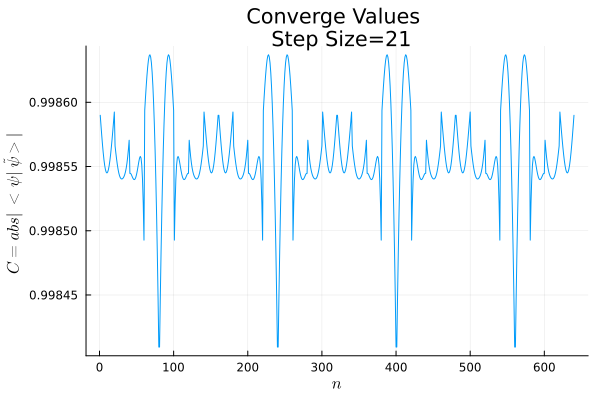 Converge Values
Step Size=21
C = abs| < ψ| ψ̃ > |
0.99860
0.99855
0.99850
0.99845
0 100 200 300 400 500 600
n